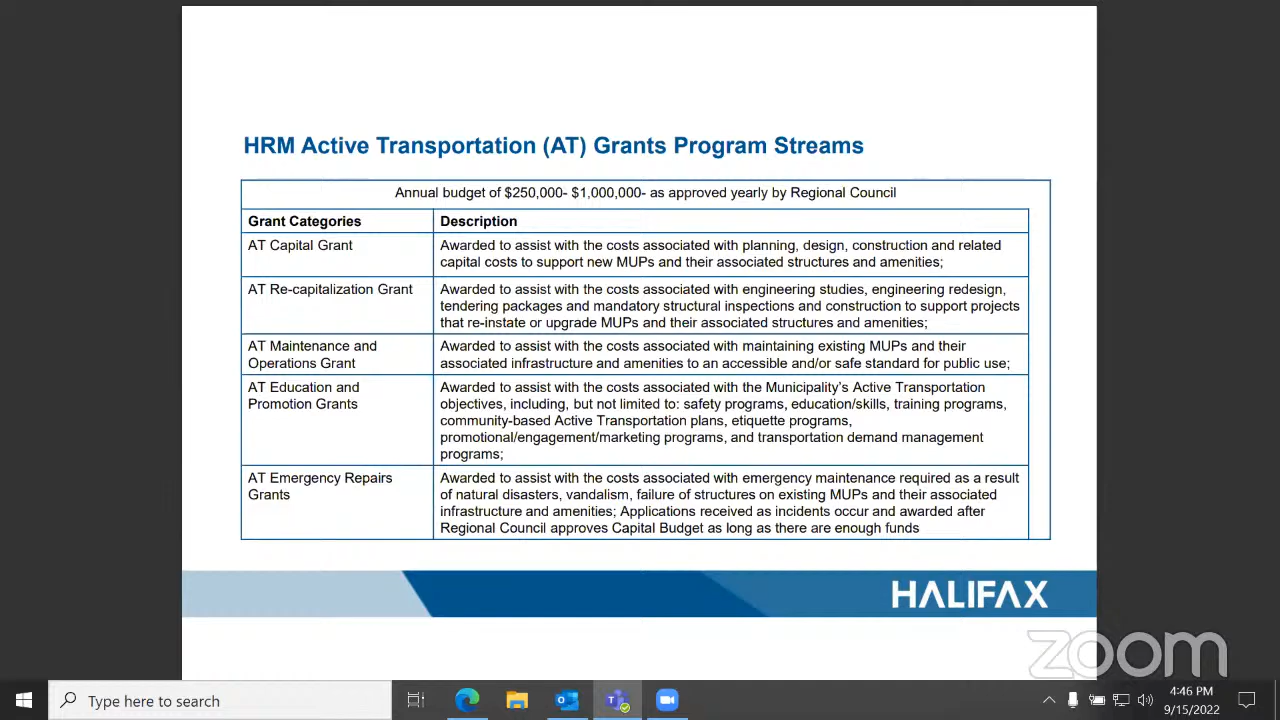 HRM Active Transportation (AT) Grants Program Streams
Annual budget of $250,000- $1,000,000- as approved yearly by Regional Council
Grant Categories
Description
AT Capital Grant
Awarded to assist with the costs associated with planning, design, construction and related
capital costs to support new MUPs and their associated structures and amenities;
AT Re-capitalization Grant
Awarded to assist with the costs associated with engineering studies, engineering redesign,
tendering packages and mandatory structural inspections and construction to support projects
that re-instate or upgrade MUPs and their associated structures and amenities;
AT Maintenance and
Operations Grant
Awarded to assist with the costs associated with maintaining existing MUPs and their
associated infrastructure and amenities to an accessible and/or safe standard for public use;
AT Education and
Promotion Grants
Awarded to assist with the costs associated with the Municipality's Active Transportation
objectives, including, but not limited to: safety programs, education/skills, training programs,
community-based Active Transportation plans, etiquette programs,
promotional/engagement/marketing programs, and transportation demand management
programs;
AT Emergency Repairs
Grants
Awarded to assist with the costs associated with emergency maintenance required as a result
of natural disasters, vandalism, failure of structures on existing MUPs and their associated
infrastructure and amenities; Applications received as incidents occur and awarded after
Regional Council approves Capital Budget as long as there are enough funds
HALIFAX
zoom
Type here to search
4:46 PM
9/15/2022